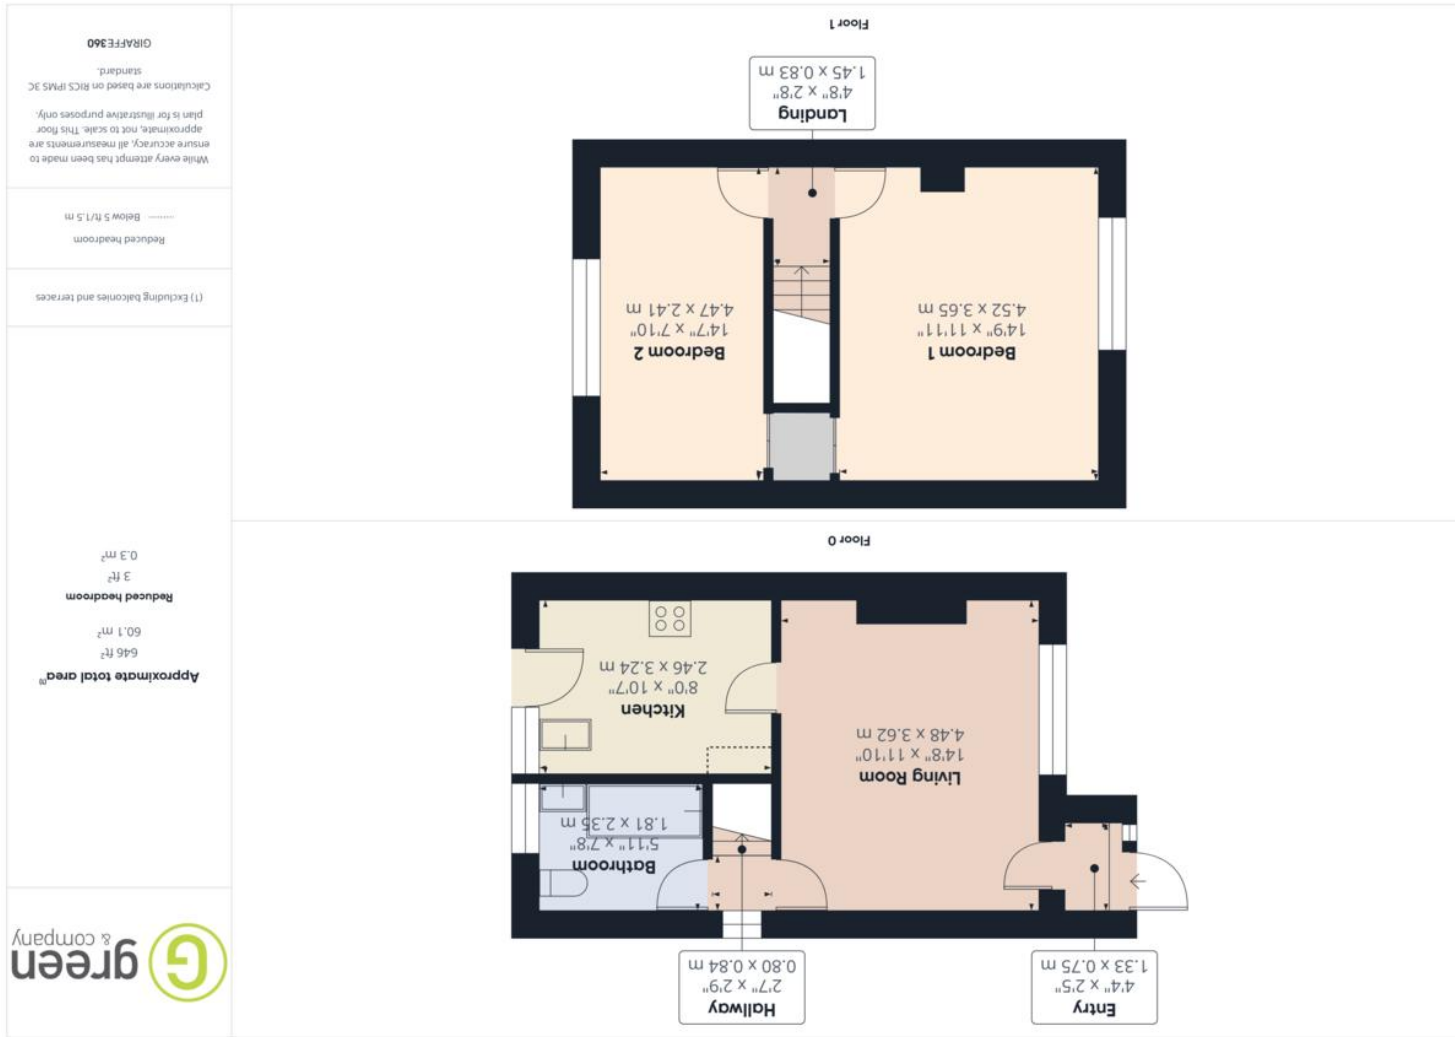 green
& company
Approximate total area(1)
646 ft²
60.1 m²
Reduced headroom
3 ft²
0.3 m²
(1) Excluding balconies and terraces
Reduced headroom
Below 5 ft/1.5 m
While every attempt has been made to
ensure accuracy, all measurements are
approximate, not to scale. This floor
plan is for illustrative purposes only.
Calculations are based on RICS IPMS 3C
standard.
GIRAFFE360
Entry
4'4" x 2'5"
1.33 x 0.75 m
Hallway
2'7" x 2'9"
0.80 x 0.84 m
Living Room
14'8" x 11'10"
4.48 x 3.62 m
Bathroom
5'11" x 7'8"
1.81 x 2.35 m
Kitchen
8'0" x 10'7"
2.46 x 3.24 m
Floor 0
Bedroom 1
14'9" x 11'11"
4.52 x 3.65 m
Bedroom 2
14'7" x 7'10"
4.47 x 2.41 m
Landing
4'8" x 2'8"
1.45 x 0.83 m
Floor 1